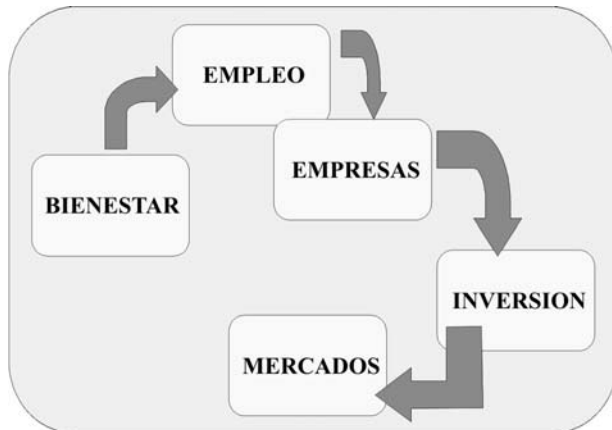 EMPLEO
EMPRESAS
BIENESTAR
INVERSION
MERCADOS